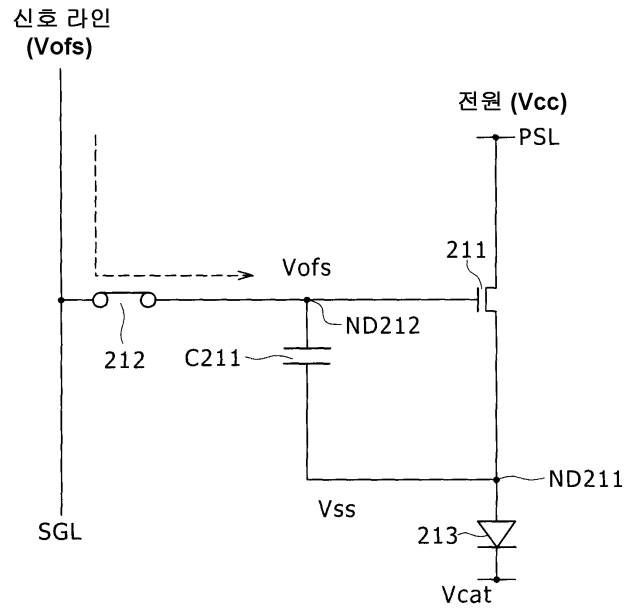 신호 라인
(Vofs)
전원 (Vcc)
PSL
211
Vofs
ND212
212
C211
ND211
Vss
213
SGL
Vcat